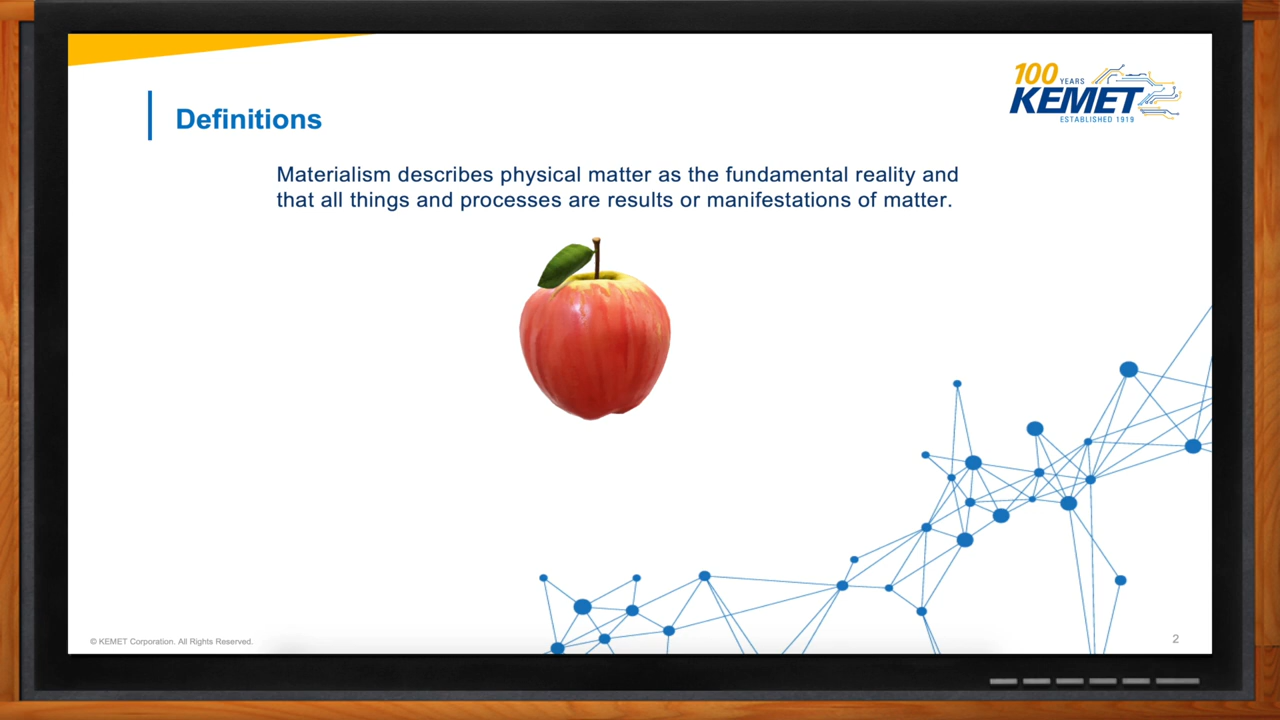 100 YEARS
KEMET
ESTABLISHED 1919
Definitions
Materialism describes physical matter as the fundamental reality and
that all things and processes are results or manifestations of matter.
© KEMET Corporation. All Rights Reserved.
2